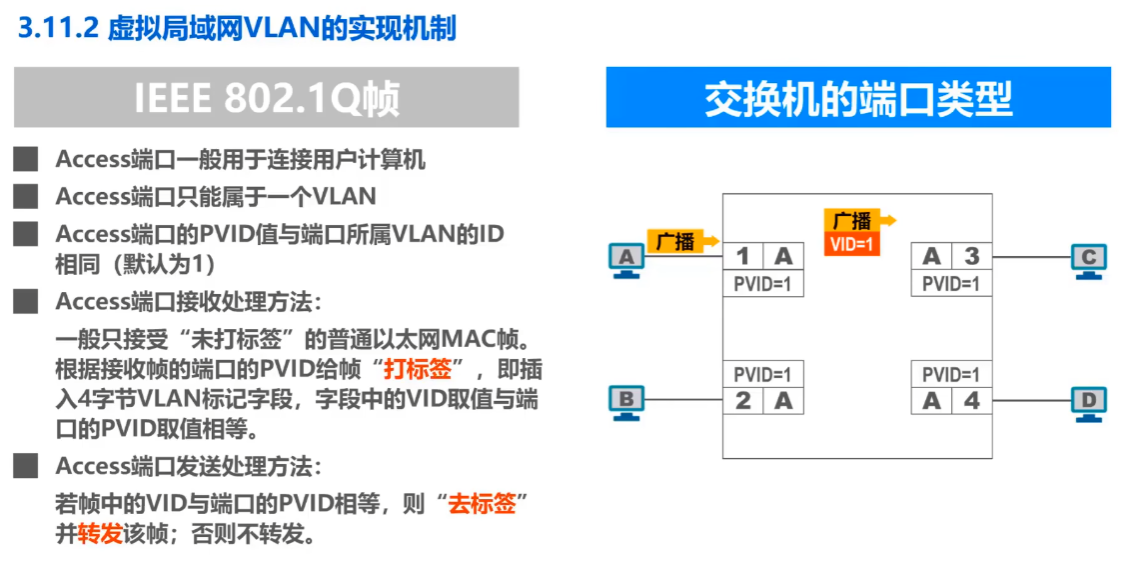 3.11.2 虚拟局域网VLAN的实现机制
IEEE 802.1Q帧
Access端口一般用于连接用户计算机
Access端口只能属于一个VLAN
Access端口的PVID值与端口所属VLAN的ID
相同（默认为1）
Access端口接收处理方法：
一般只接受“未打标签”的普通以太网MAC帧。
根据接收帧的端口的PVID给帧“打标签”，即插
入4字节VLAN标记字段，字段中的VID取值与端
口的PVID取值相等。
Access端口发送处理方法：
若帧中的VID与端口的PVID相等，则“去标签”
并转发该帧；否则不转发。
交换机的端口类型
广播
VID=1
A
广播
1 A
PVID=1
A 3
PVID=1
C
B
PVID=1
2 A
PVID=1
A 4
D